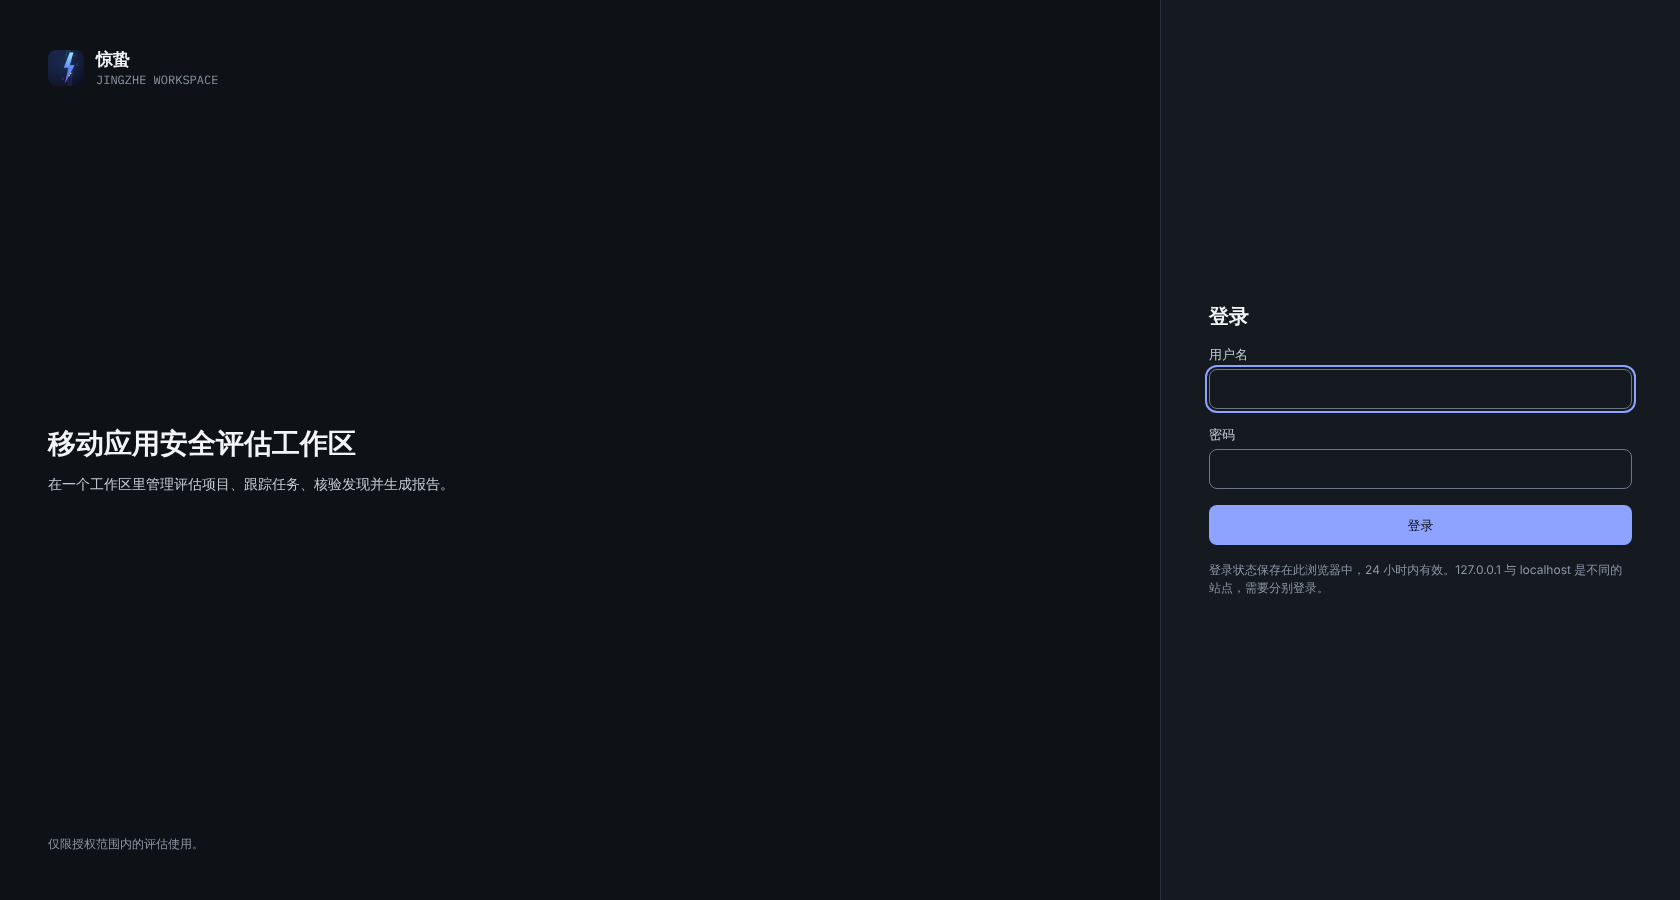 惊蛰
JINGZHE WORKSPACE
移动应用安全评估工作区
在一个工作区里管理评估项目、跟踪任务、核验发现并生成报告。
仅限授权范围内的评估使用。
登录
用户名
密码
登录
登录状态保存在此浏览器中，24 小时内有效。127.0.0.1 与 localhost 是不同的
站点，需要分别登录。